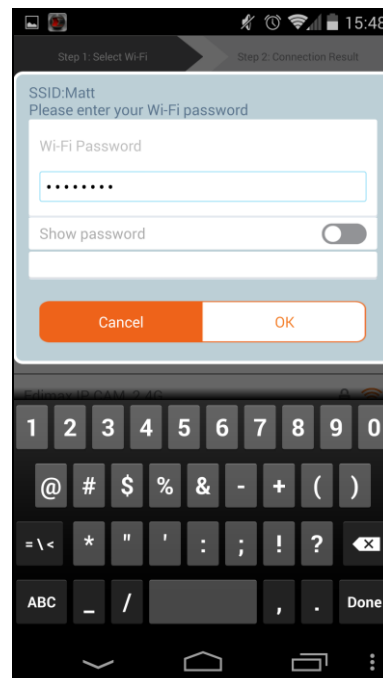 15:48
Step 1: Select Wi-Fi
Step 2: Connection Result
SSID:Matt
Please enter your Wi-Fi password
Wi-Fi Password
••••••••
Show password
Cancel
OK
Edimax IP CAM-2.4G
1 2 3 4 5 6 7 8 9 0
@ # $ % & - + ( )
= \ < * " ' : ; ! ?
ABC _ / , . Done